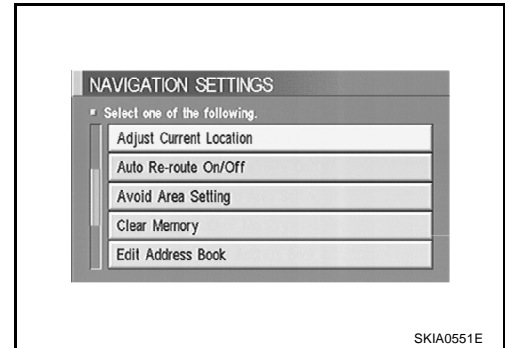 NAVIGATION SETTINGS
Select one of the following.
Adjust Current Location
Auto Re-route On/Off
Avoid Area Setting
Clear Memory
Edit Address Book
SKIA0551E